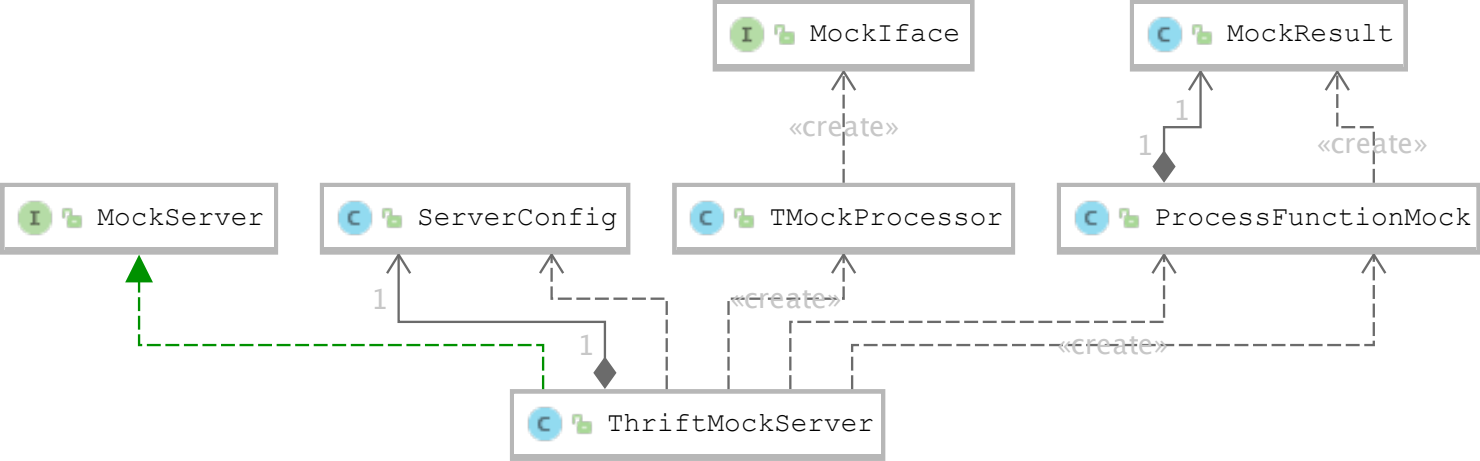 I MockIface
C MockResult
1
«create»
1
«create»
I MockServer
C ServerConfig
C TMockProcessor
C ProcessFunctionMock
1
«create»
1
«create»
C ThriftMockServer